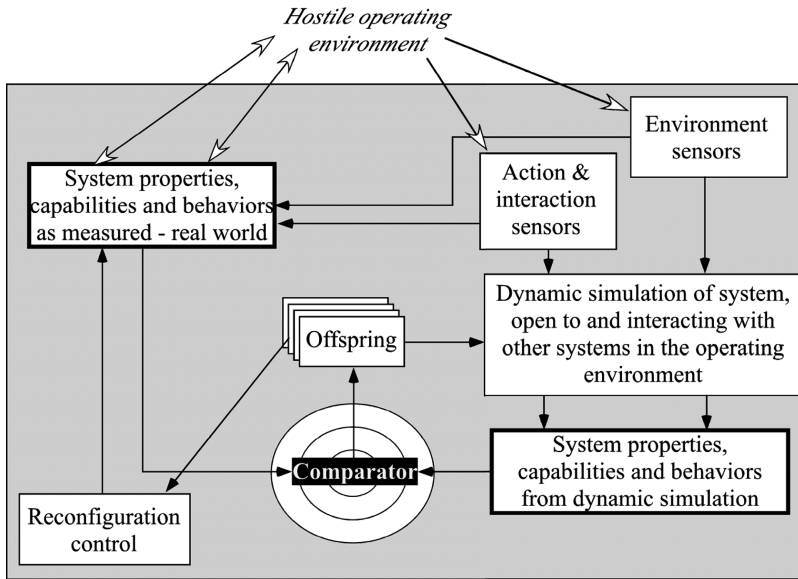 Hostile operating
environment
Environment
sensors
Action &
interaction
sensors
System properties,
capabilities and behaviors
as measured - real world
Dynamic simulation of system,
open to and interacting with
other systems in the operating
environment
Offspring
Comparator
System properties,
capabilities and behaviors
from dynamic simulation
Reconfiguration
control